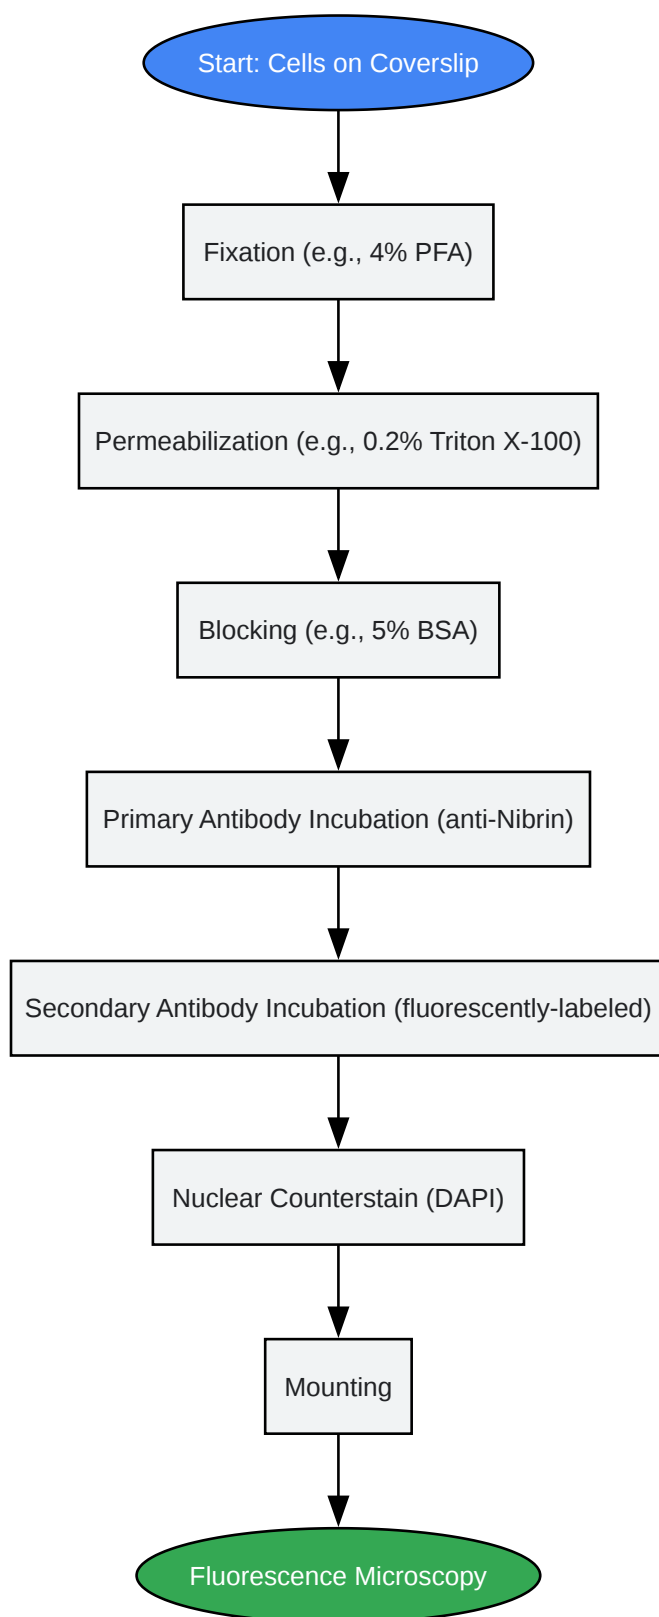 Start: Cells on Coverslip
Fixation (e.g., 4% PFA)
Permeabilization (e.g., 0.2% Triton X-100)
Blocking (e.g., 5% BSA)
Primary Antibody Incubation (anti-Nibrin)
Secondary Antibody Incubation (fluorescently-labeled)
Nuclear Counterstain (DAPI)
Mounting
Fluorescence Microscopy